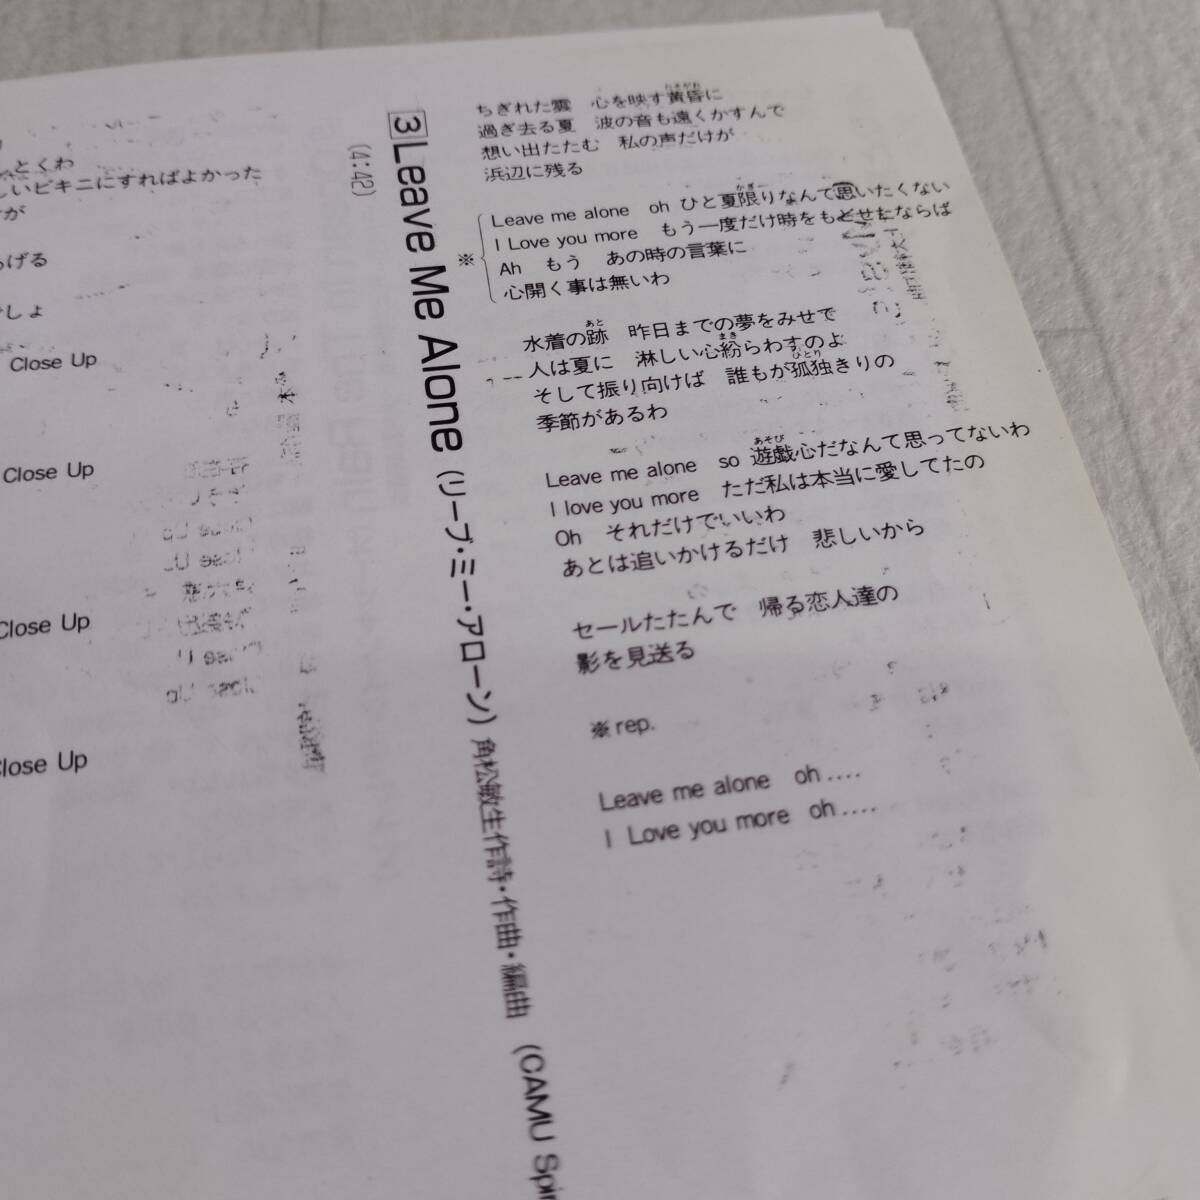 とくわ
しいビキニにすればよかった
が
げる
しょ
Close Up
Close Up
Close Up
Close Up
3 Leave Me Alone (リーブ・ミー・アローン) 角松敏生作詩・作曲・編曲 (CAMU Spin
(4:42)
ちぎれた雲 心を映す黄昏に
過ぎ去る夏 波の音も遠くかすんで
想い出たたむ 私の声だけが
浜辺に残る
※
Leave me alone oh ひと夏限りなんて思いたくない
I Love you more もう一度だけ時をもどせたならば
Ah もう あの時の言葉に
心開く事は無いわ
水着の跡 昨日までの夢をみせて
人は夏に 淋しい心紛らわすのよ
そして振り向けば 誰もが孤独きりの
季節があるわ
Leave me alone so 遊戯心だなんて思ってないわ
I love you more ただ私は本当に愛してたの
Oh それだけでいいわ
あとは追いかけるだけ 悲しいから
セールたたんで 帰る恋人達の
影を見送る
※rep.
Leave me alone oh....
I Love you more oh....